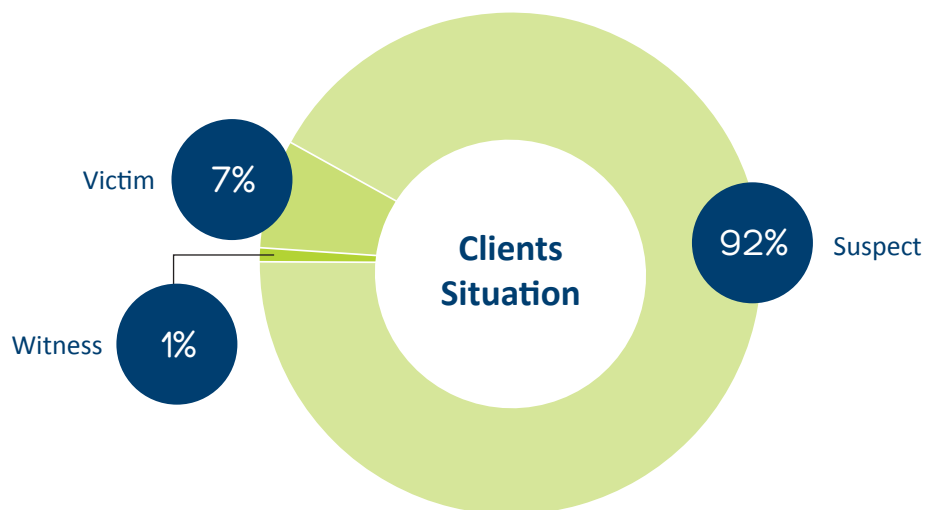 Victim
7%
Clients
Situation
92%
Suspect
Witness
1%